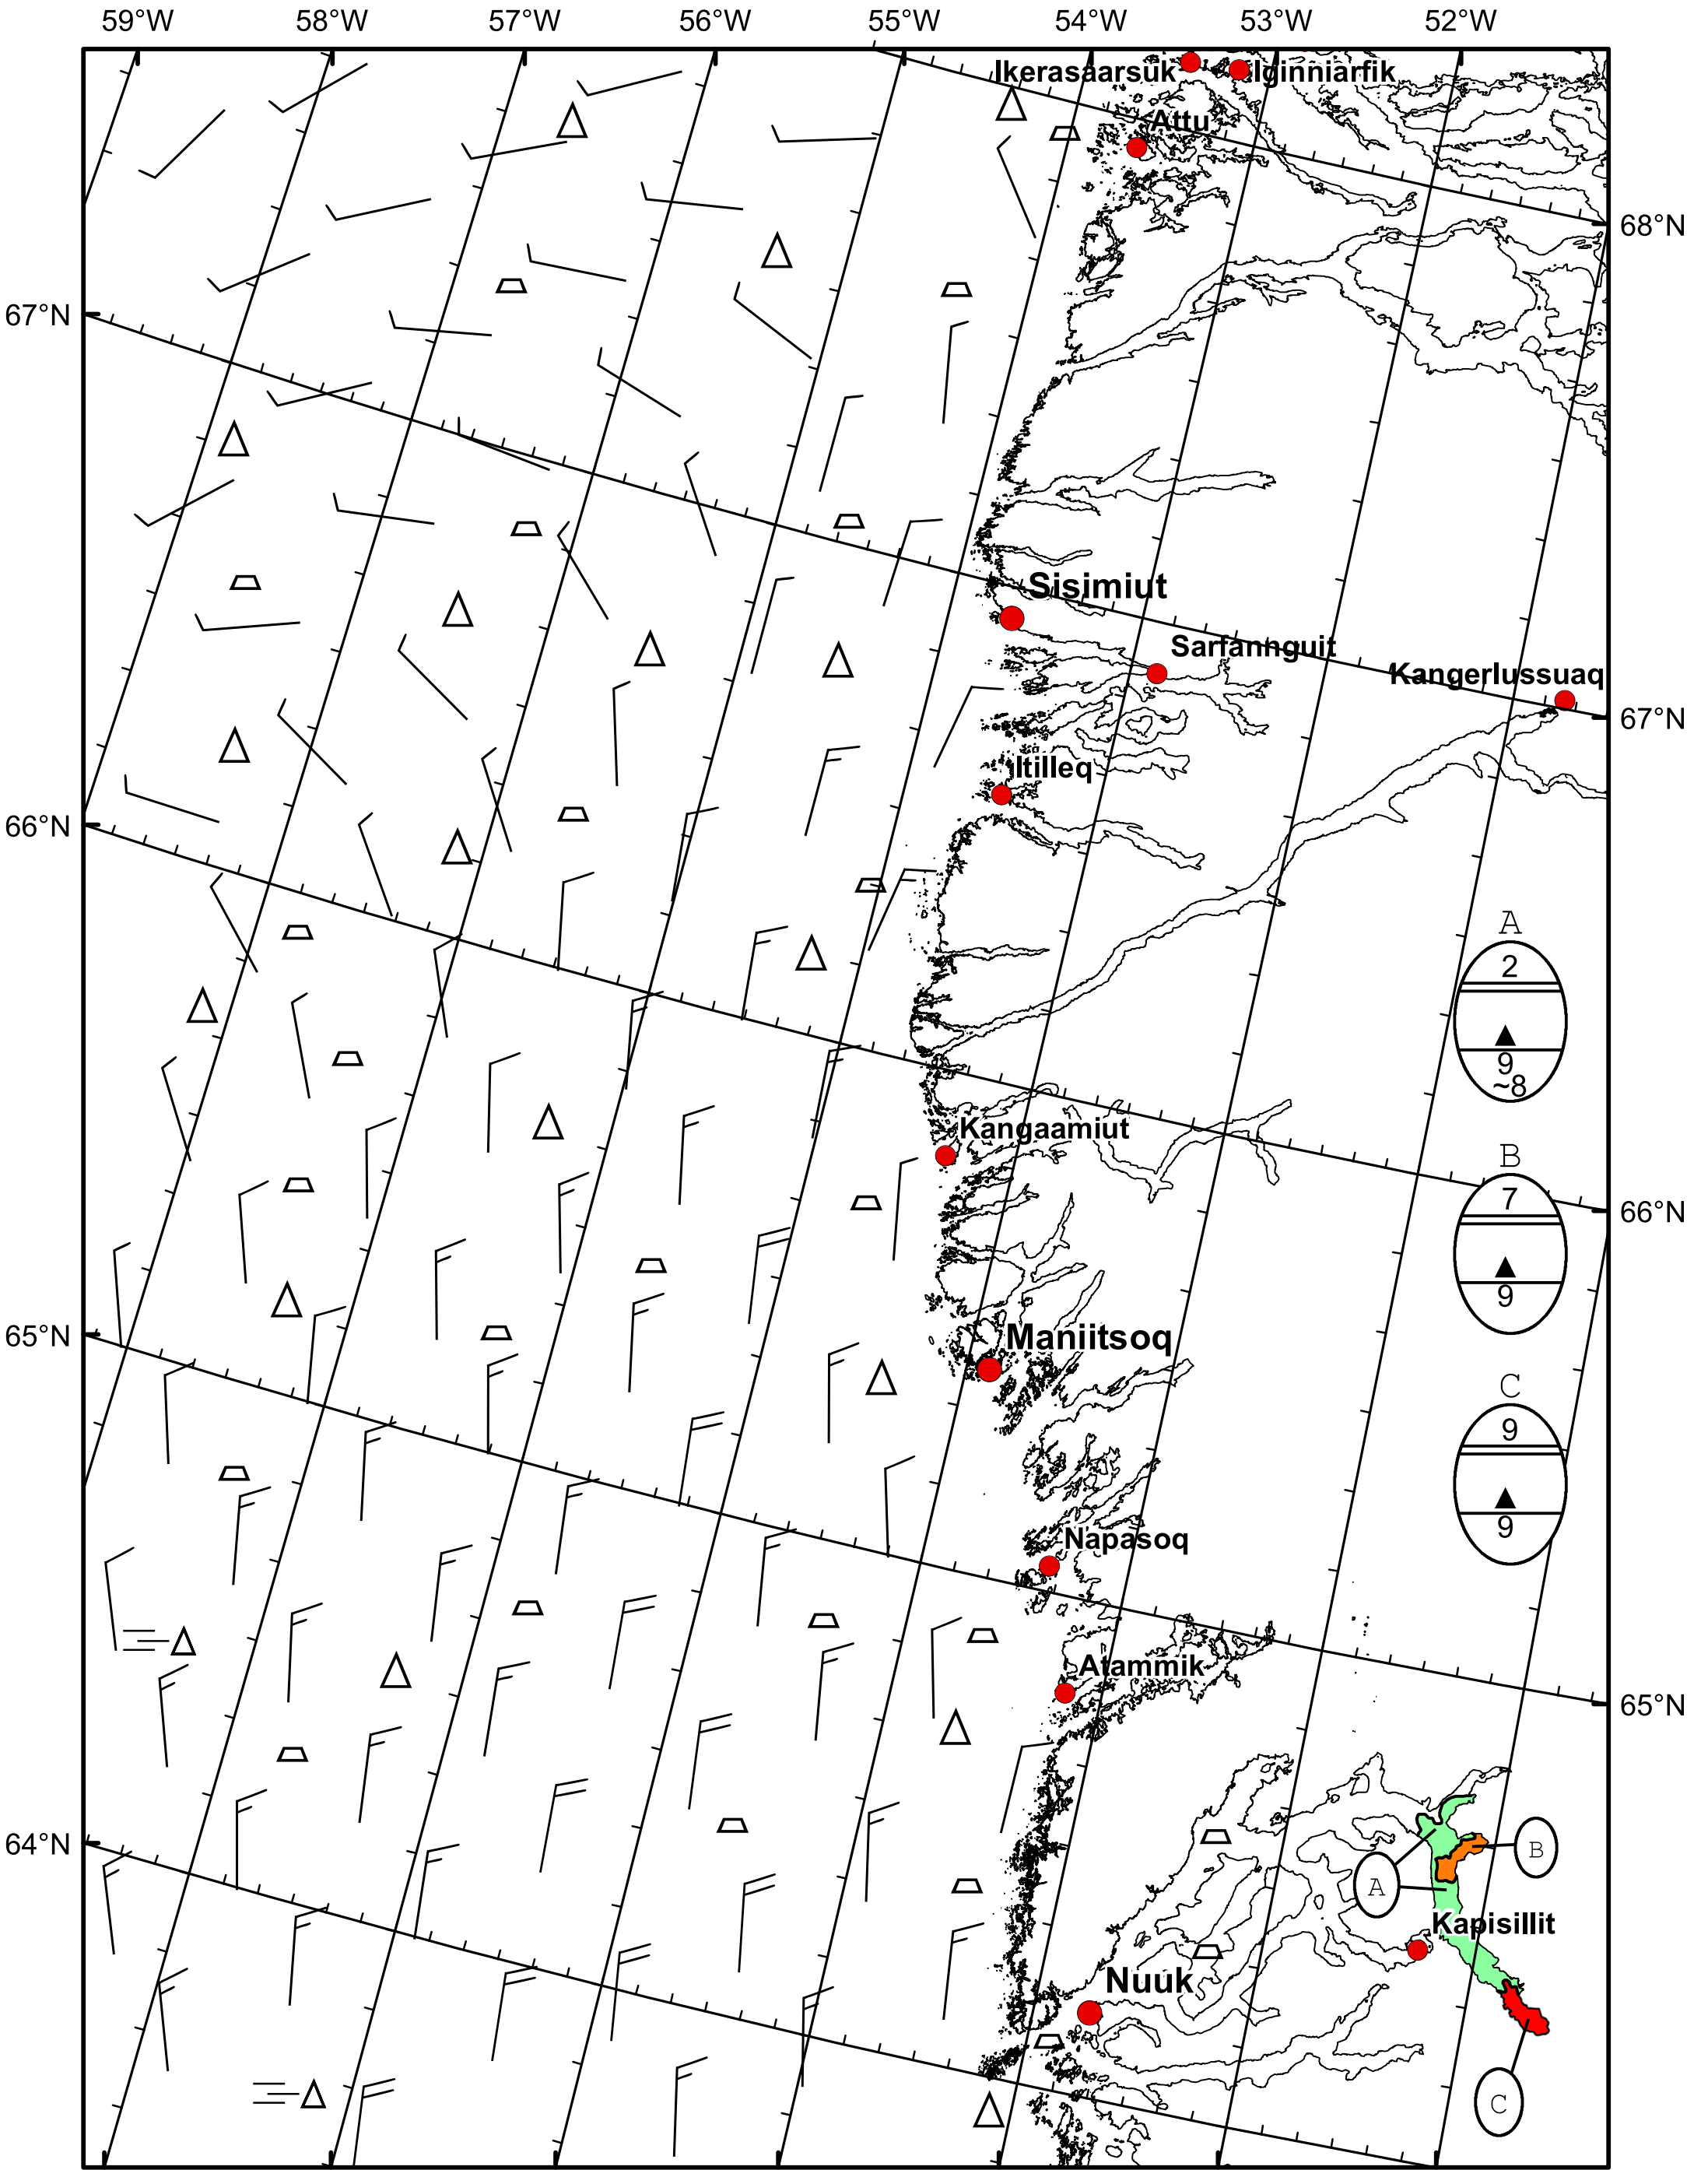 59°W 58°W 57°W 56°W 55°W 54°W 53°W 52°W
Ikerasaarsuk Iginniarfik
Attu
68°N
67°N
Sisimiut
Sarfannguit
Kangerlussuaq
67°N
Itilleq
66°N
A
2
9
~8
Kangaamiut
B
7
66°N
9
65°N
Maniitsoq
C
9
9
Napasoq
Atammik
65°N
64°N
B
A
Kapisillit
Nuuk
C